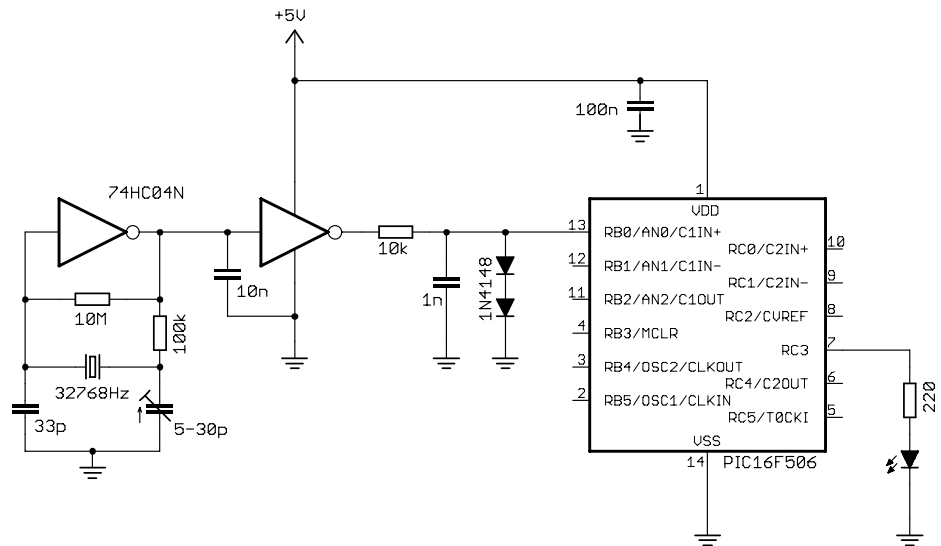 +5V
100n
74HC04N
1
VDD
13 RB0/AN0/C1IN+
10k
RC0/C2IN+ 10
12 RB1/AN1/C1IN-
RC1/C2IN- 9
10n
1n
1N4148
11 RB2/AN2/C1OUT
RC2/CVREF 8
10M
100k
4 RB3/MCLR
RC3 7
3 RB4/OSC2/CLKOUT
RC4/C2OUT 6
32768Hz
2 RB5/OSC1/CLKIN
RC5/T0CKI 5
220
33p
5-30p
VSS
14
PIC16F506